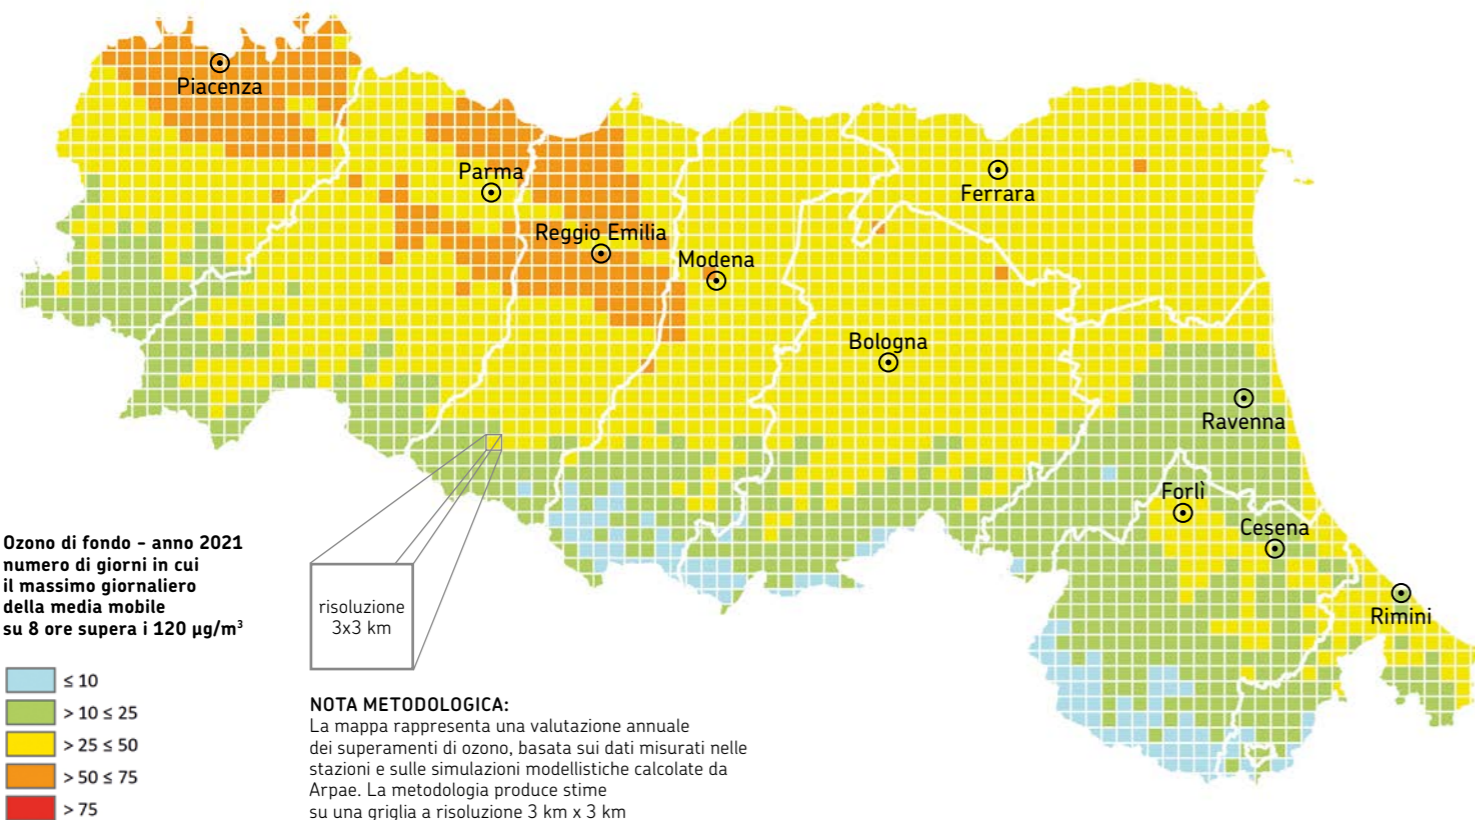 Piacenza
Parma
Ferrara
Reggio Emilia
Modena
Bologna
Ravenna
Forlì
Cesena
Rimini
Ozono di fondo - anno 2021
numero di giorni in cui
il massimo giornaliero
della media mobile
su 8 ore supera i 120 µg/m³
≤ 10
> 10 ≤ 25
> 25 ≤ 50
> 50 ≤ 75
> 75
risoluzione
3x3 km
NOTA METODOLOGICA:
La mappa rappresenta una valutazione annuale
dei superamenti di ozono, basata sui dati misurati nelle
stazioni e sulle simulazioni modellistiche calcolate da
Arpae. La metodologia produce stime
su una griglia a risoluzione 3 km x 3 km